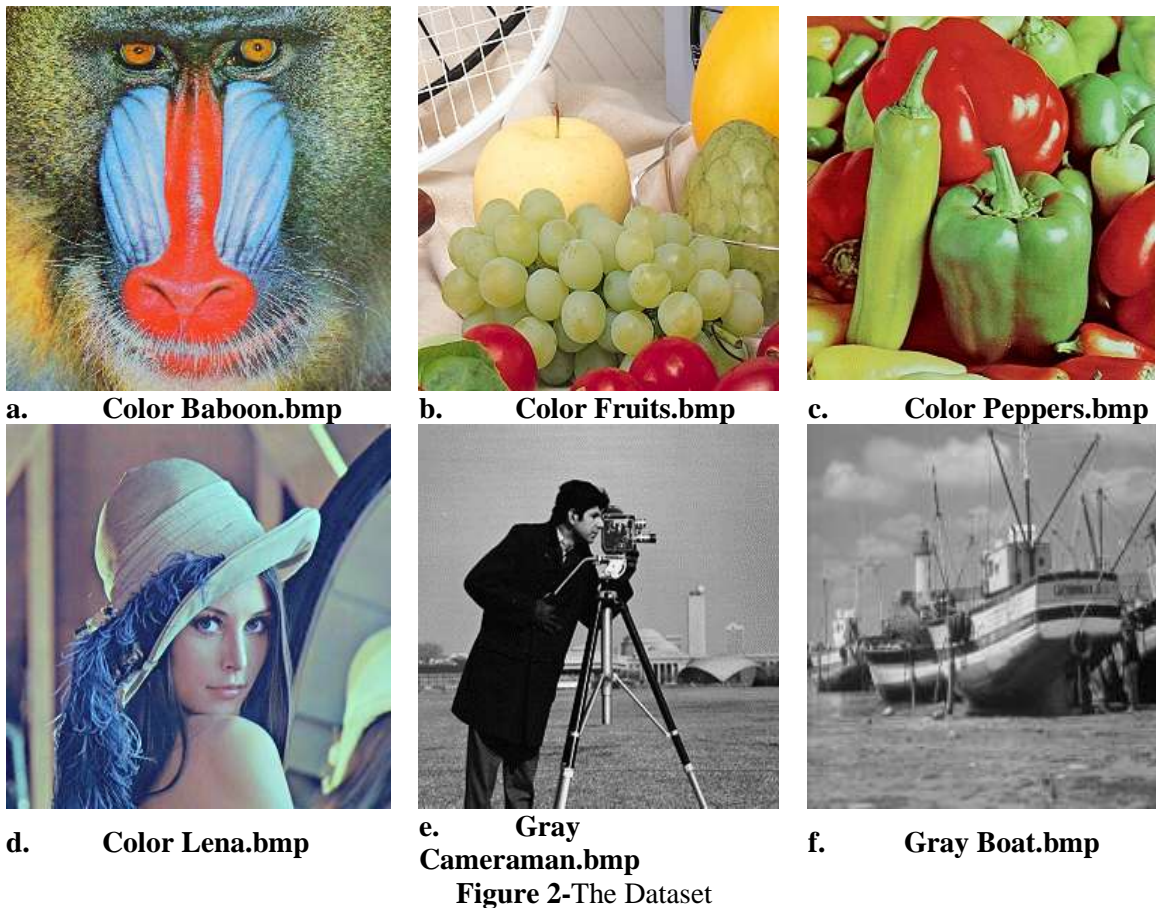 a. Color Baboon.bmp
b. Color Fruits.bmp
c. Color Peppers.bmp
d. Color Lena.bmp
e. Gray
Cameraman.bmp
f. Gray Boat.bmp
Figure 2-The Dataset